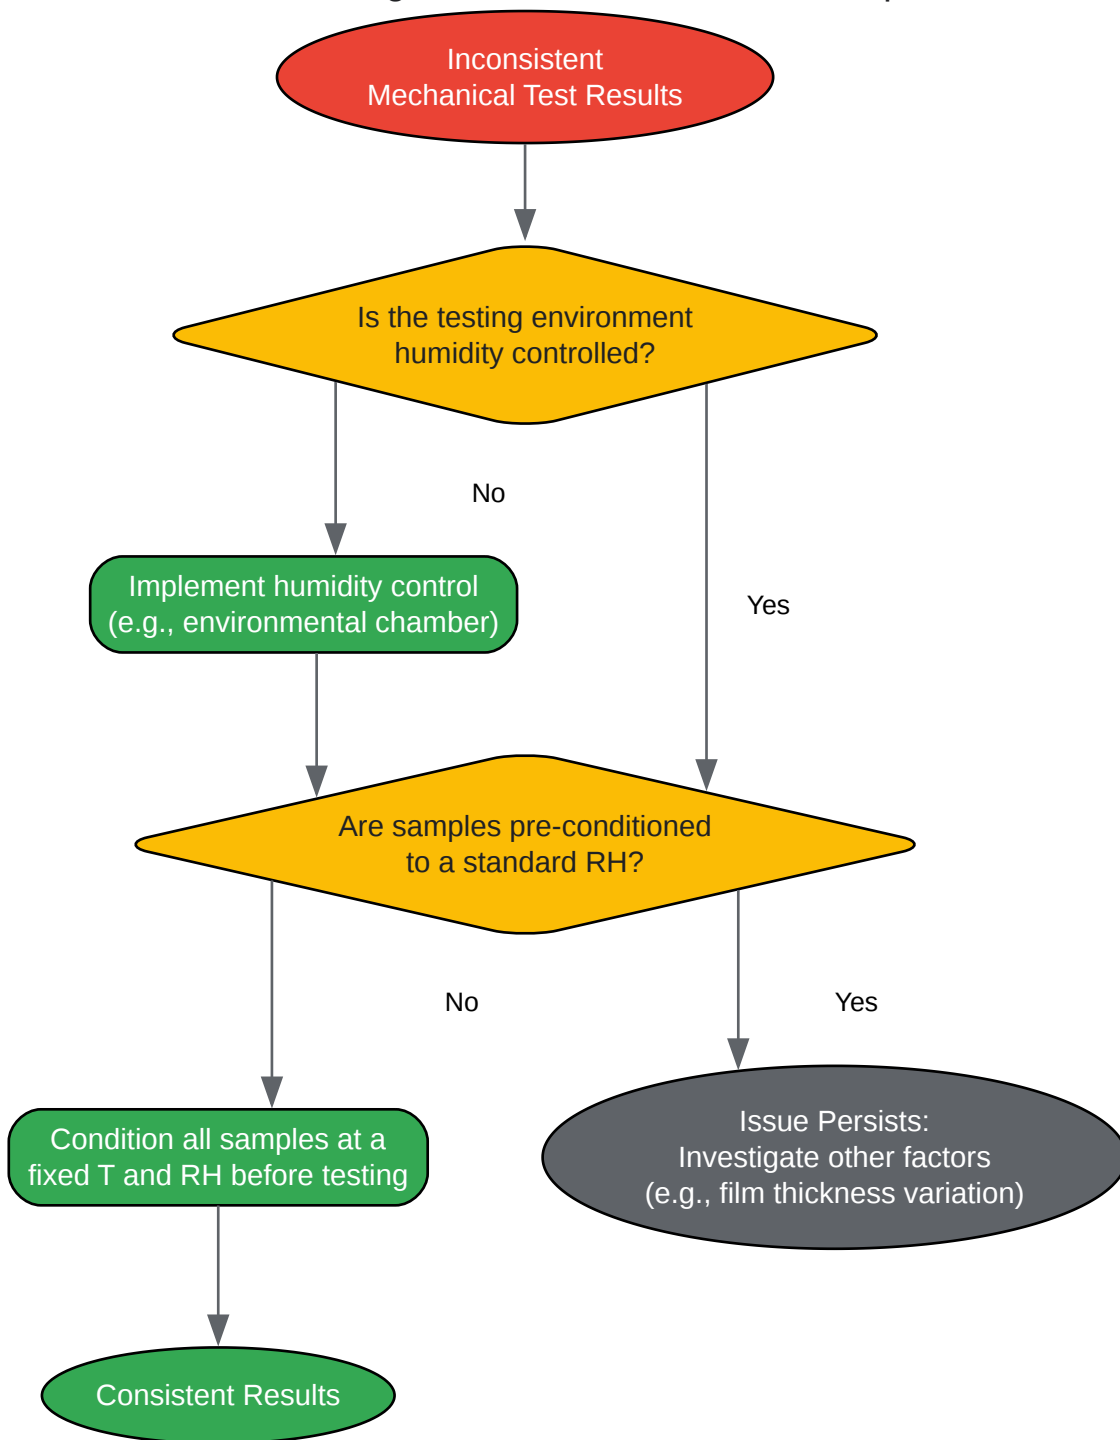 Inconsistent
Mechanical Test Results
Is the testing environment
humidity controlled?
No
Implement humidity control
(e.g., environmental chamber)
Yes
Are samples pre-conditioned
to a standard RH?
No
Yes
Condition all samples at a
fixed T and RH before testing
Issue Persists:
Investigate other factors
(e.g., film thickness variation)
Consistent Results